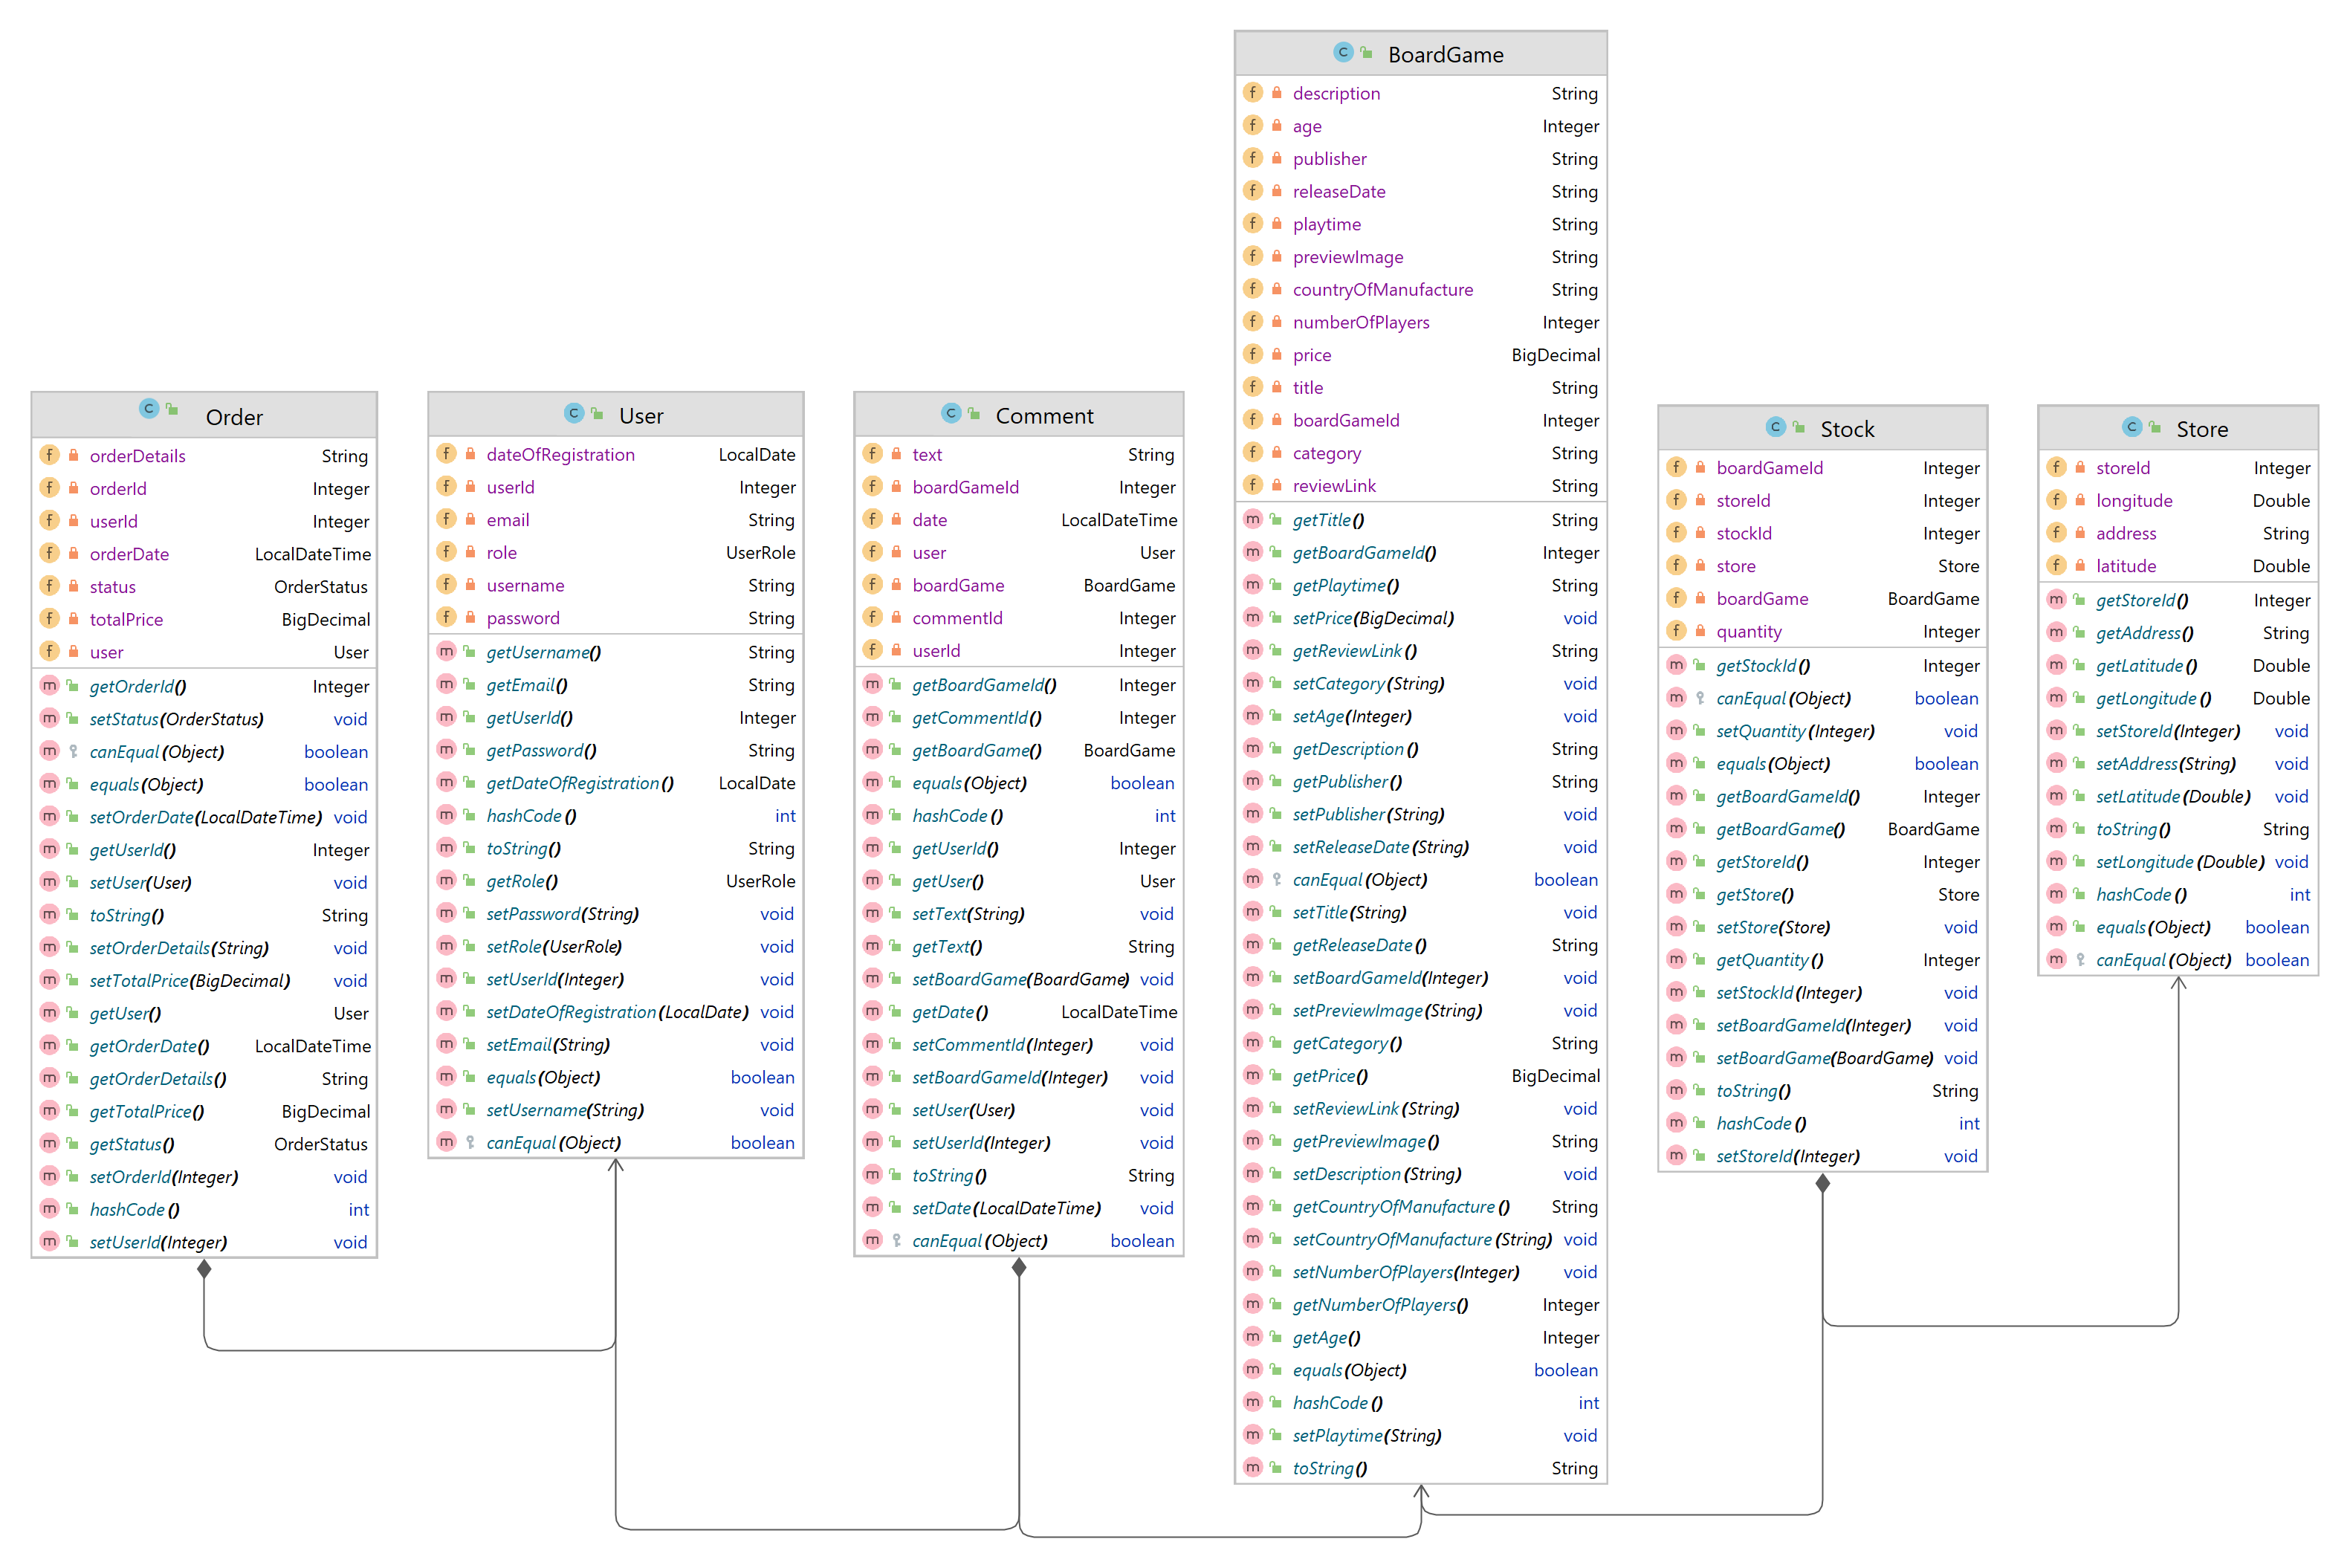 Order
orderDetails String
orderId Integer
userId Integer
orderDate LocalDateTime
status OrderStatus
totalPrice BigDecimal
user User
getOrderId() Integer
setStatus(OrderStatus) void
canEqual(Object) boolean
equals(Object) boolean
setOrderDate(LocalDateTime) void
getUserId() Integer
setUser(User) void
toString() String
setOrderDetails(String) void
setTotalPrice(BigDecimal) void
getUser() User
getOrderDate() LocalDateTime
getOrderDetails() String
getTotalPrice() BigDecimal
getStatus() OrderStatus
setOrderId(Integer) void
hashCode() int
setUserId(Integer) void
User
dateOfRegistration LocalDate
userId Integer
email String
role UserRole
username String
password String
getUsername() String
getEmail() String
getUserId() Integer
getPassword() String
getDateOfRegistration() LocalDate
hashCode() int
toString() String
getRole() UserRole
setPassword(String) void
setRole(UserRole) void
setUserId(Integer) void
setDateOfRegistration(LocalDate) void
setEmail(String) void
equals(Object) boolean
setUsername(String) void
canEqual(Object) boolean
Comment
text String
boardGameId Integer
date LocalDateTime
user User
boardGame BoardGame
commentId Integer
userId Integer
getBoardGameId() Integer
getCommentId() Integer
getBoardGame() BoardGame
equals(Object) boolean
hashCode() int
getUserId() Integer
getUser() User
setText(String) void
getText() String
setBoardGame(BoardGame) void
getDate() LocalDateTime
setCommentId(Integer) void
setBoardGameId(Integer) void
setUser(User) void
setUserId(Integer) void
toString() String
setDate(LocalDateTime) void
canEqual(Object) boolean
BoardGame
description String
age Integer
publisher String
releaseDate String
playtime String
previewImage String
countryOfManufacture String
numberOfPlayers Integer
price BigDecimal
title String
boardGameId Integer
category String
reviewLink String
getTitle() String
getBoardGameId() Integer
getPlaytime() String
setPrice(BigDecimal) void
getReviewLink() String
setCategory(String) void
setAge(Integer) void
getDescription() String
getPublisher() String
setPublisher(String) void
setReleaseDate(String) void
canEqual(Object) boolean
setTitle(String) void
getReleaseDate() String
setBoardGameId(Integer) void
setPreviewImage(String) void
getCategory() String
getPrice() BigDecimal
setReviewLink(String) void
getPreviewImage() String
setDescription(String) void
getCountryOfManufacture() String
setCountryOfManufacture(String) void
setNumberOfPlayers(Integer) void
getNumberOfPlayers() Integer
getAge() Integer
equals(Object) boolean
hashCode() int
setPlaytime(String) void
toString() String
Stock
boardGameId Integer
storeId Integer
stockId Integer
store Store
boardGame BoardGame
quantity Integer
getStockId() Integer
canEqual(Object) boolean
setQuantity(Integer) void
equals(Object) boolean
getBoardGameId() Integer
getBoardGame() BoardGame
getStoreId() Integer
getStore() Store
setStore(Store) void
getQuantity() Integer
setStockId(Integer) void
setBoardGameId(Integer) void
setBoardGame(BoardGame) void
toString() String
hashCode() int
setStoreId(Integer) void
Store
storeId Integer
longitude Double
address String
latitude Double
getStoreId() Integer
getAddress() String
getLatitude() Double
getLongitude() Double
setStoreId(Integer) void
setAddress(String) void
setLatitude(Double) void
toString() String
setLongitude(Double) void
hashCode() int
equals(Object) boolean
canEqual(Object) boolean